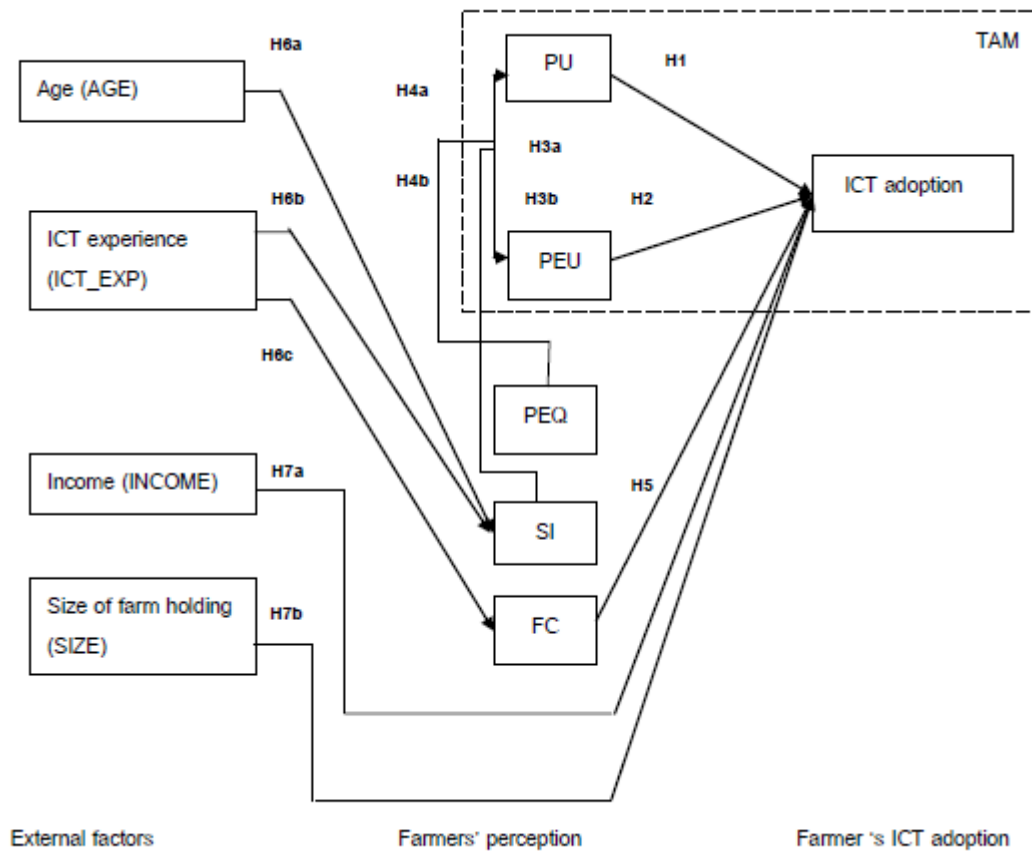 H6a
TAM
PU
H1
Age (AGE)
H4a
H3a
H4b
ICT adoption
H6b
H3b
H2
ICT experience
(ICT_EXP)
PEU
H6c
PEQ
Income (INCOME)
H7a
H5
SI
Size of farm holding
(SIZE)
H7b
FC
External factors
Farmers' perception
Farmer 's ICT adoption